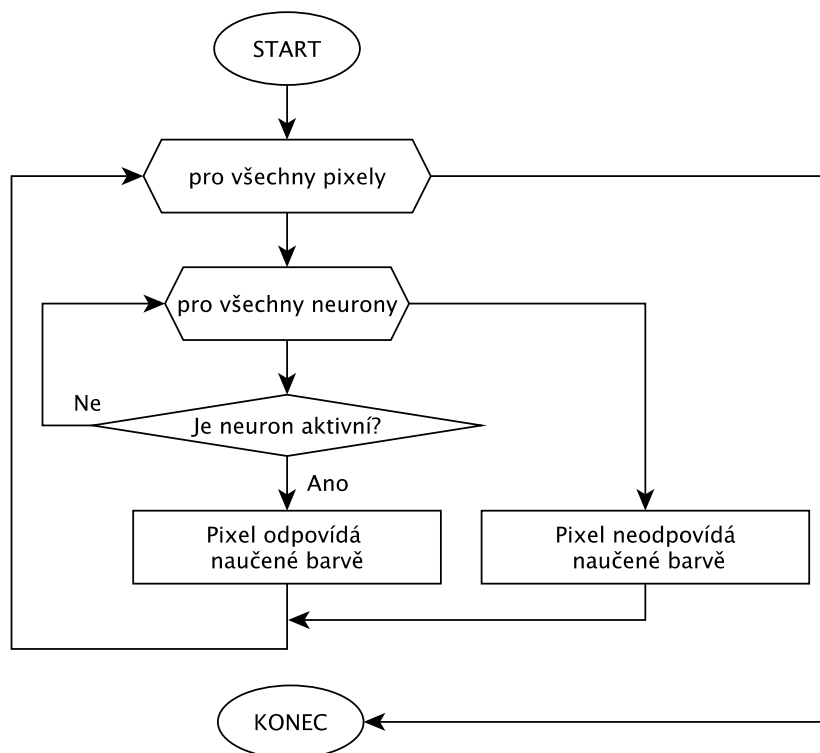 START
pro všechny pixely
pro všechny neurony
Ne
Je neuron aktivní?
Ano
Pixel odpovídá
naučené barvě
Pixel neodpovídá
naučené barvě
KONEC